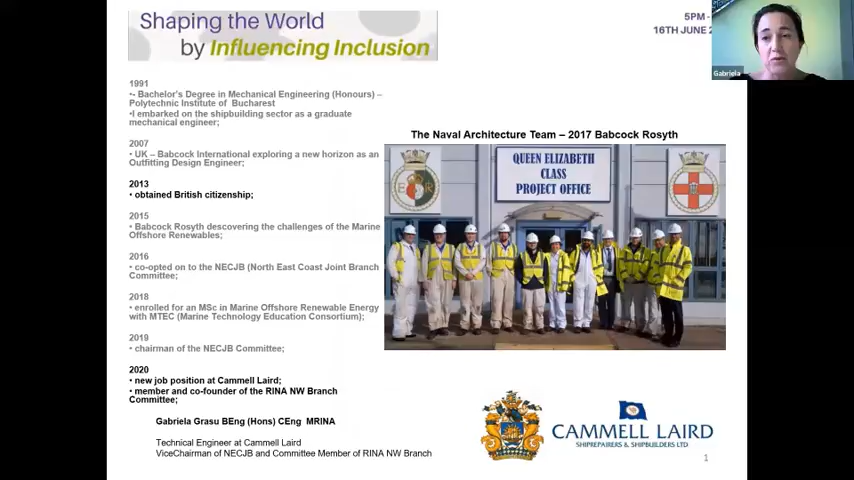 Shaping the World
by Influencing Inclusion
5PM -
16TH JUNE 2
Gabriela
1991
•- Bachelor's Degree in Mechanical Engineering (Honours) –
Polytechnic Institute of Bucharest
•I embarked on the shipbuilding sector as a graduate
mechanical engineer;
2007
• UK – Babcock International exploring a new horizon as an
Outfitting Design Engineer;
2013
• obtained British citizenship;
2015
• Babcock Rosyth descovering the challenges of the Marine
Offshore Renewables;
2016
• co-opted on to the NECJB (North East Coast Joint Branch
Committee;
2018
• enrolled for an MSc in Marine Offshore Renewable Energy
with MTEC (Marine Technology Education Consortium);
2019
• chairman of the NECJB Committee;
2020
• new job position at Cammell Laird;
• member and co-founder of the RINA NW Branch
Committee;
Gabriela Grasu BEng (Hons) CEng MRINA
Technical Engineer at Cammell Laird
ViceChairman of NECJB and Committee Member of RINA NW Branch
The Naval Architecture Team – 2017 Babcock Rosyth
QUEEN ELIZABETH
CLASS
PROJECT OFFICE
CAMMELL LAIRD
SHIPREPAIRERS & SHIPBUILDERS LTD
1